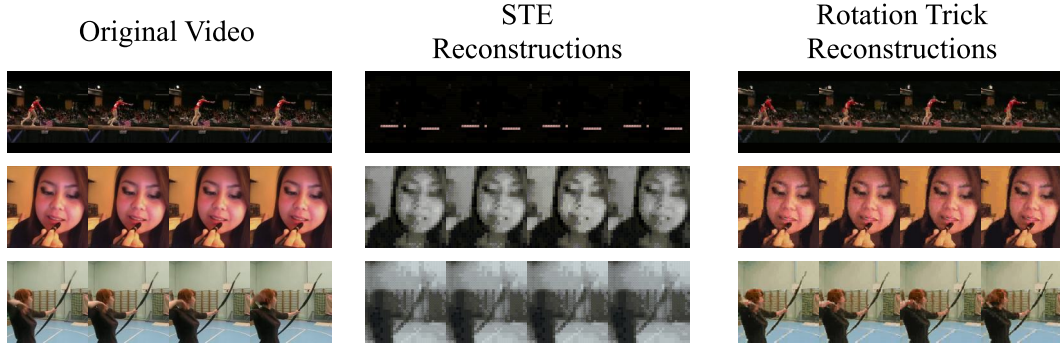 Original Video
STE
Reconstructions
Rotation Trick
Reconstructions